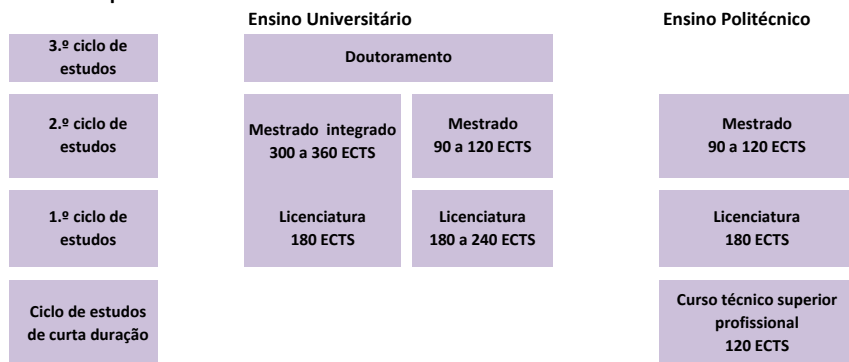 Ensino Universitário
Ensino Politécnico
3.º ciclo de
estudos
Doutoramento
2.º ciclo de
estudos
Mestrado integrado
300 a 360 ECTS
Mestrado
90 a 120 ECTS
Mestrado
90 a 120 ECTS
1.º ciclo de
estudos
Licenciatura
180 ECTS
Licenciatura
180 a 240 ECTS
Licenciatura
180 ECTS
Ciclo de estudos
de curta duração
Curso técnico superior
profissional
120 ECTS